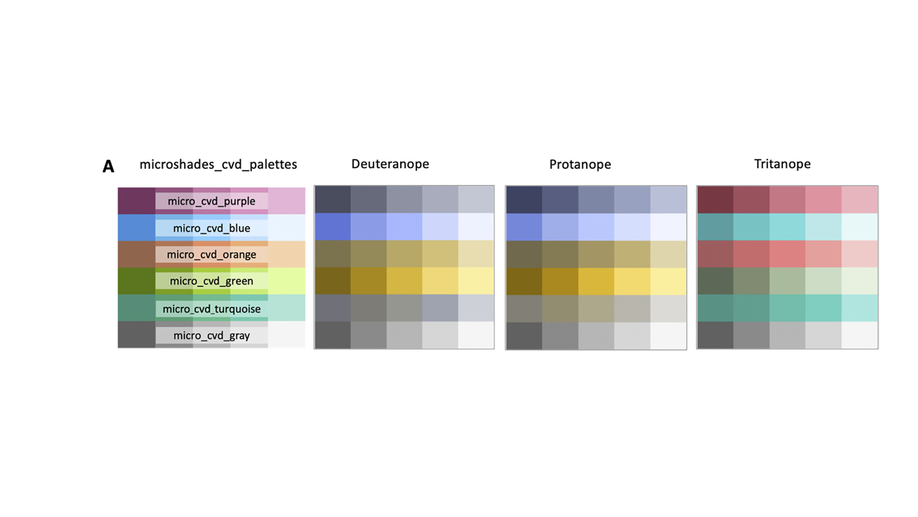 A
microshades_cvd_palettes
Deuteranope
Protanope
Tritanope
micro_cvd_purple
micro_cvd_blue
micro_cvd_orange
micro_cvd_green
micro_cvd_turquoise
micro_cvd_gray